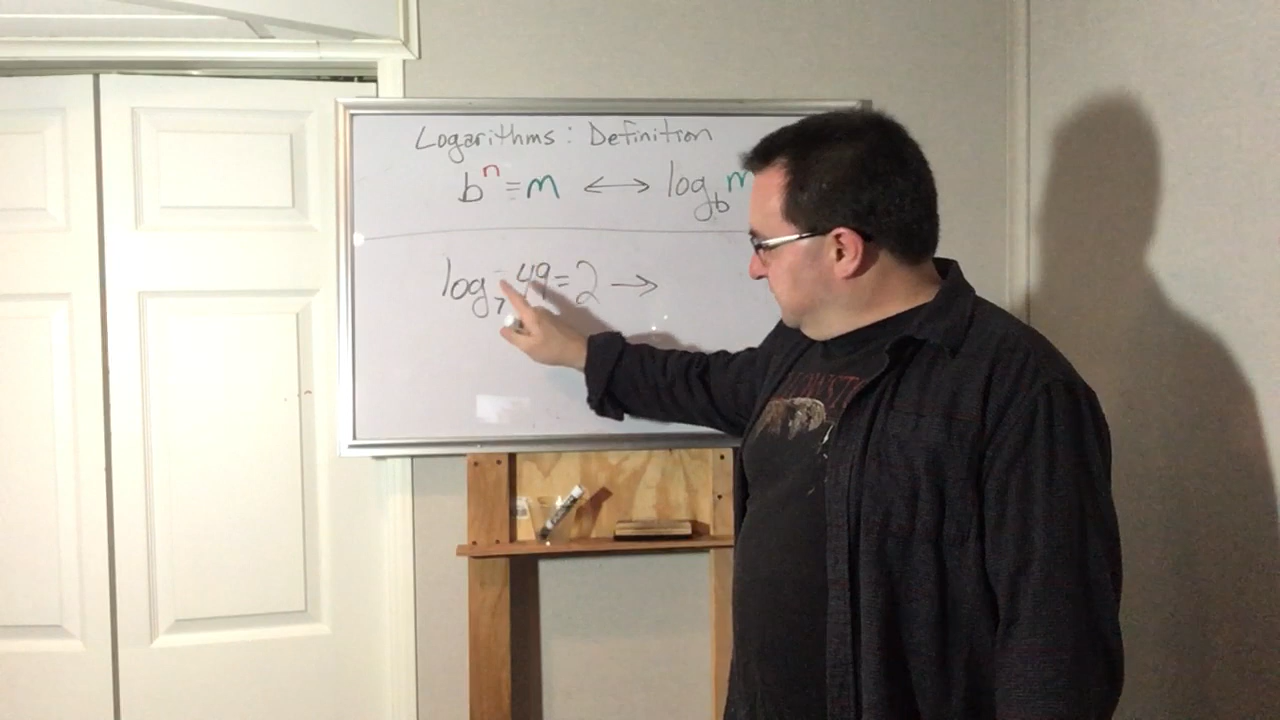 Logarithms: Definition
bⁿ = m ⟷ log_b m
log₇ 49 = 2 →